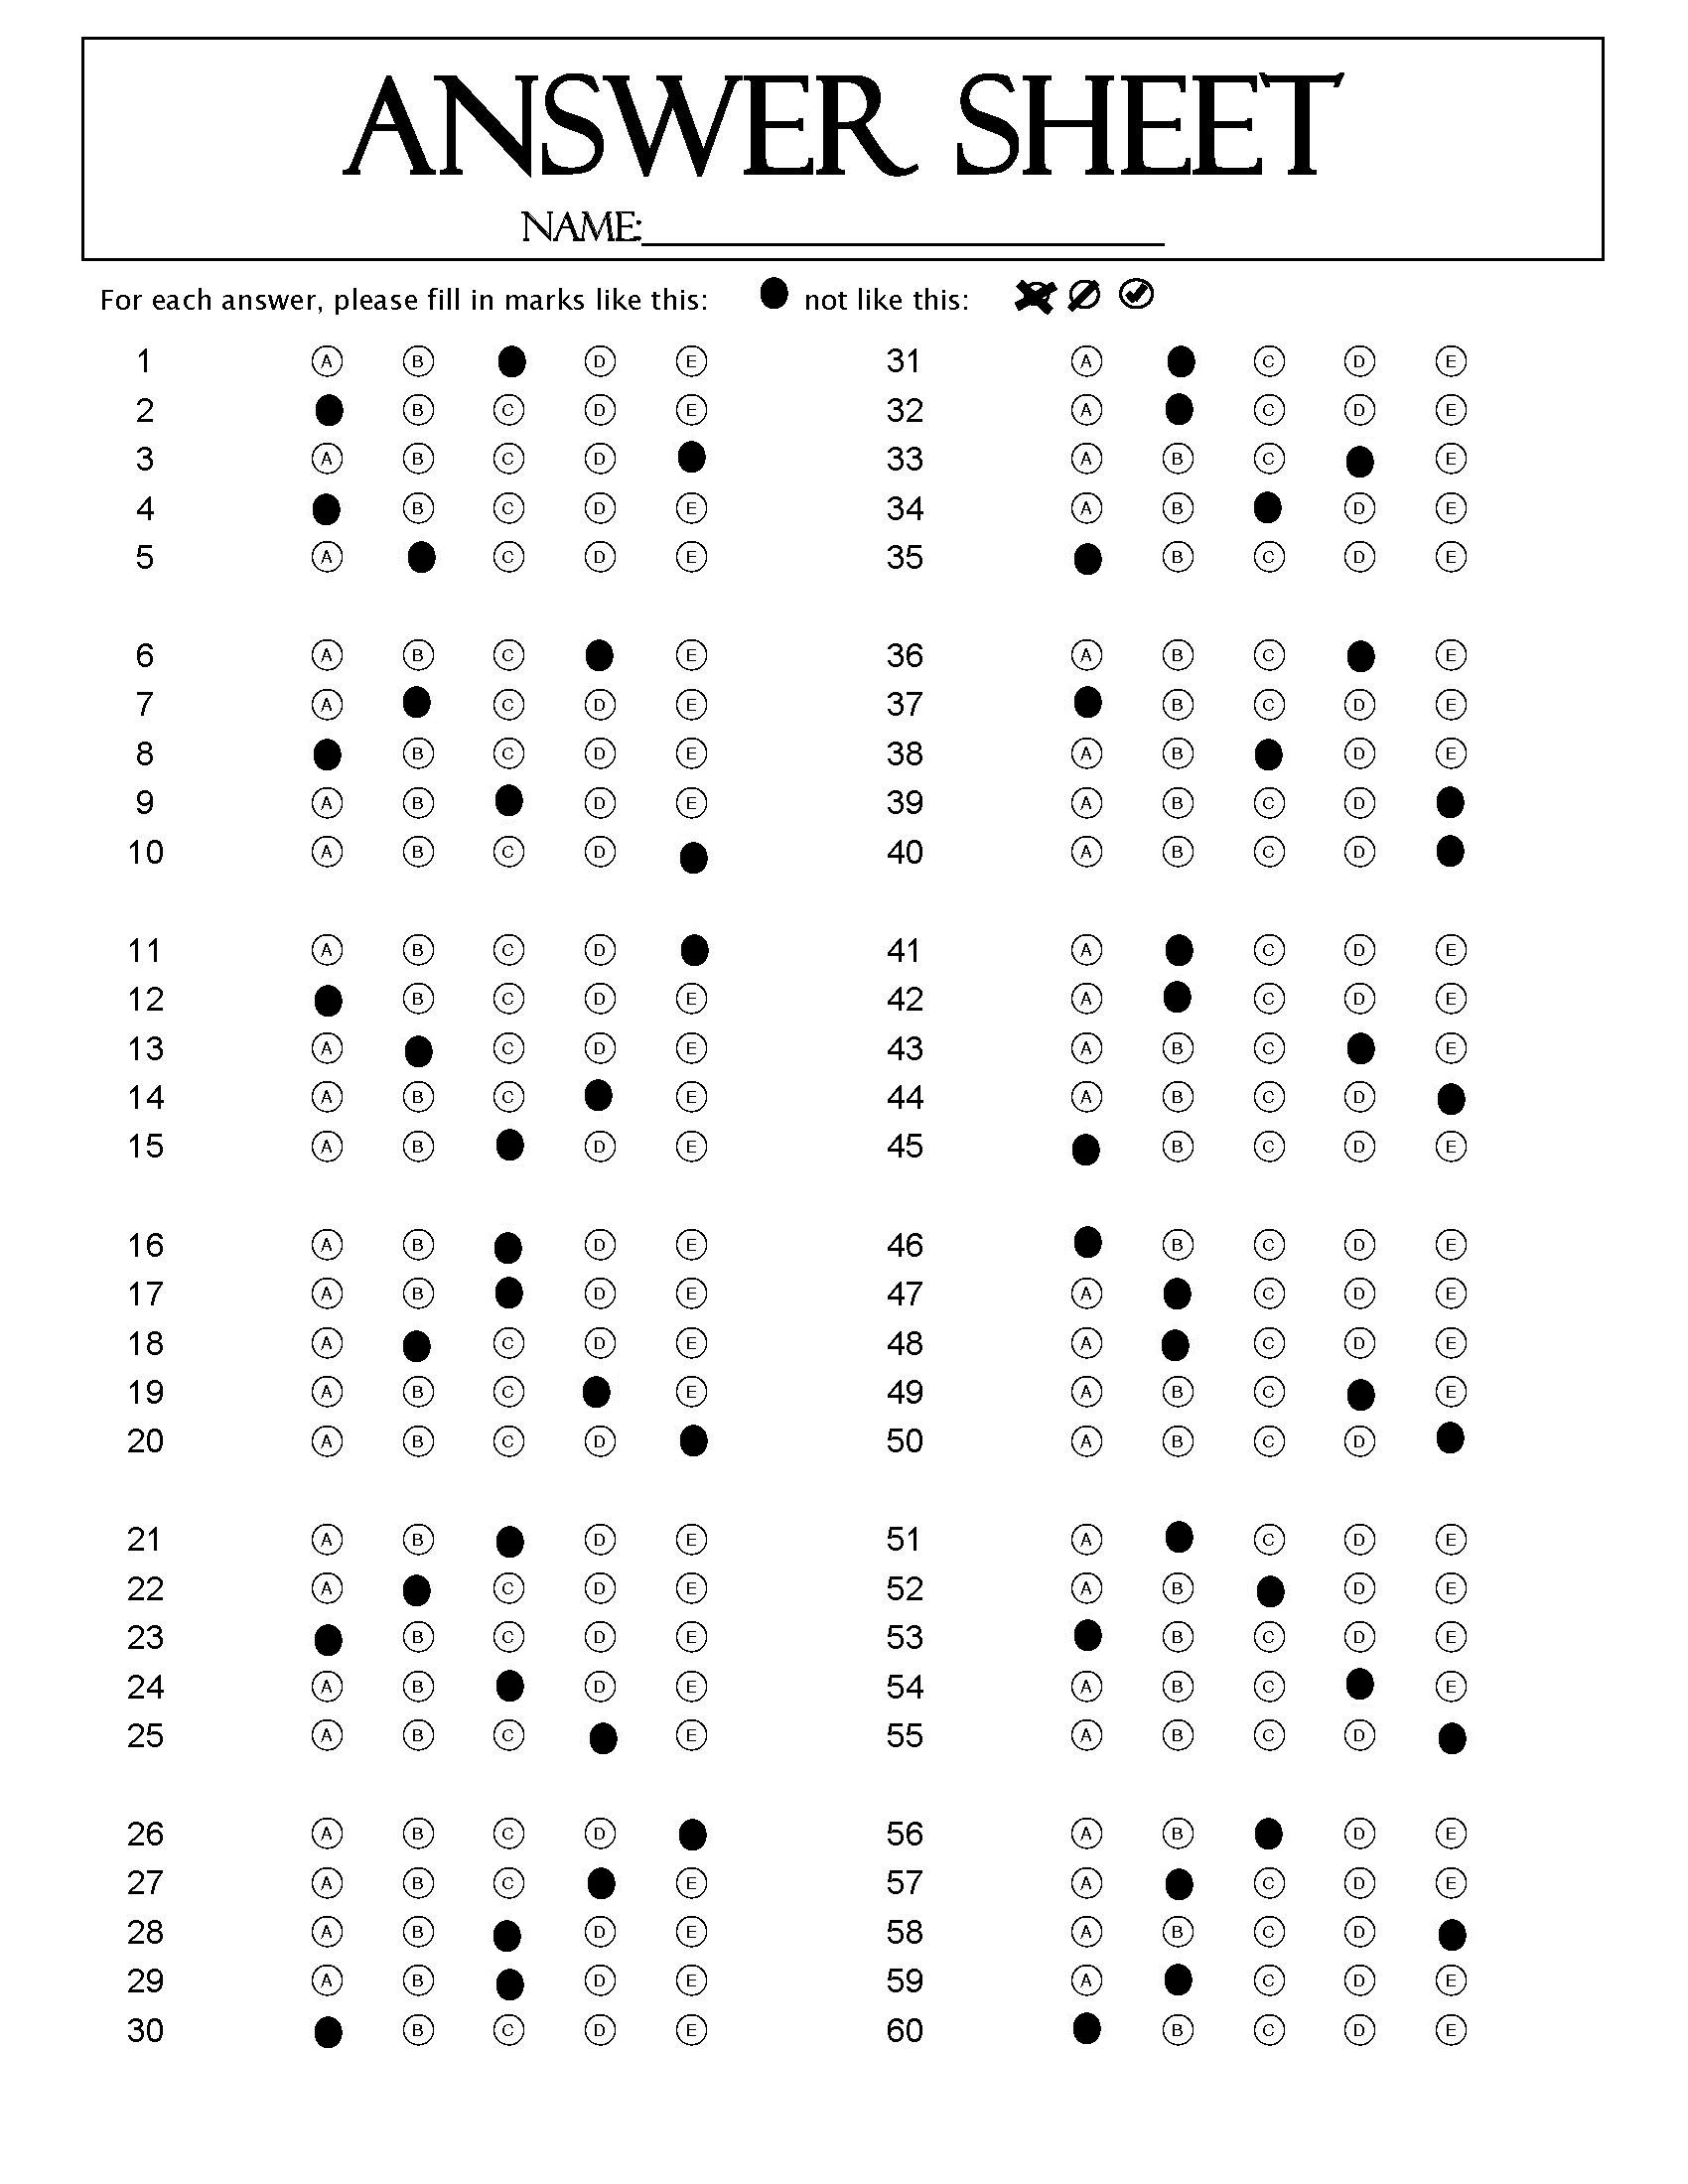 ANSWER SHEET
NAME:
For each answer, please fill in marks like this: not like this:
1 A B D E 31 A C D E
2 B C D E 32 A C D E
3 A B C D 33 A B C E
4 B C D E 34 A B D E
5 A C D E 35 B C D E
6 A B C E 36 A B C E
7 A C D E 37 B C D E
8 B C D E 38 A B D E
9 A B D E 39 A B C D
10 A B C D 40 A B C D
11 A B C D 41 A C D E
12 B C D E 42 A C D E
13 A C D E 43 A B C E
14 A B C E 44 A B C D
15 A B D E 45 B C D E
16 A B D E 46 B C D E
17 A B D E 47 A C D E
18 A C D E 48 A C D E
19 A B C E 49 A B C E
20 A B C D 50 A B C D
21 A B D E 51 A C D E
22 A C D E 52 A B D E
23 B C D E 53 B C D E
24 A B D E 54 A B C E
25 A B C E 55 A B C D
26 A B C D 56 A B D E
27 A B C E 57 A C D E
28 A B D E 58 A B C D
29 A B D E 59 A C D E
30 B C D E 60 B C D E